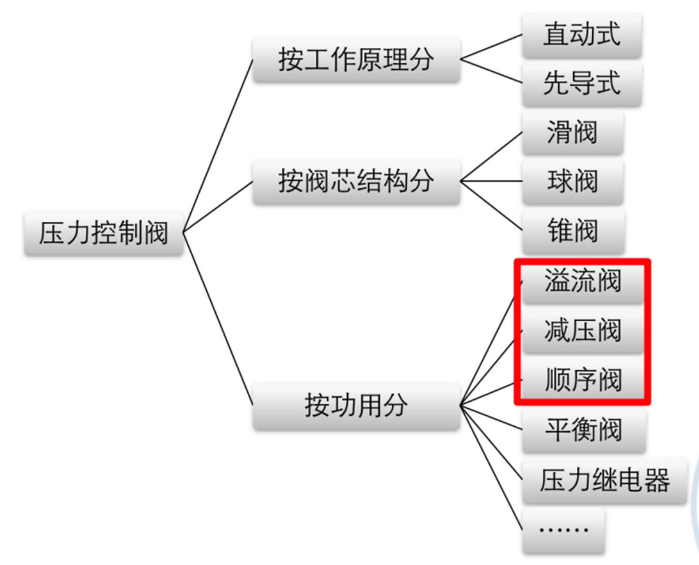 压力控制阀
按工作原理分
直动式
先导式
按阀芯结构分
滑阀
球阀
锥阀
按功用分
溢流阀
减压阀
顺序阀
平衡阀
压力继电器
……